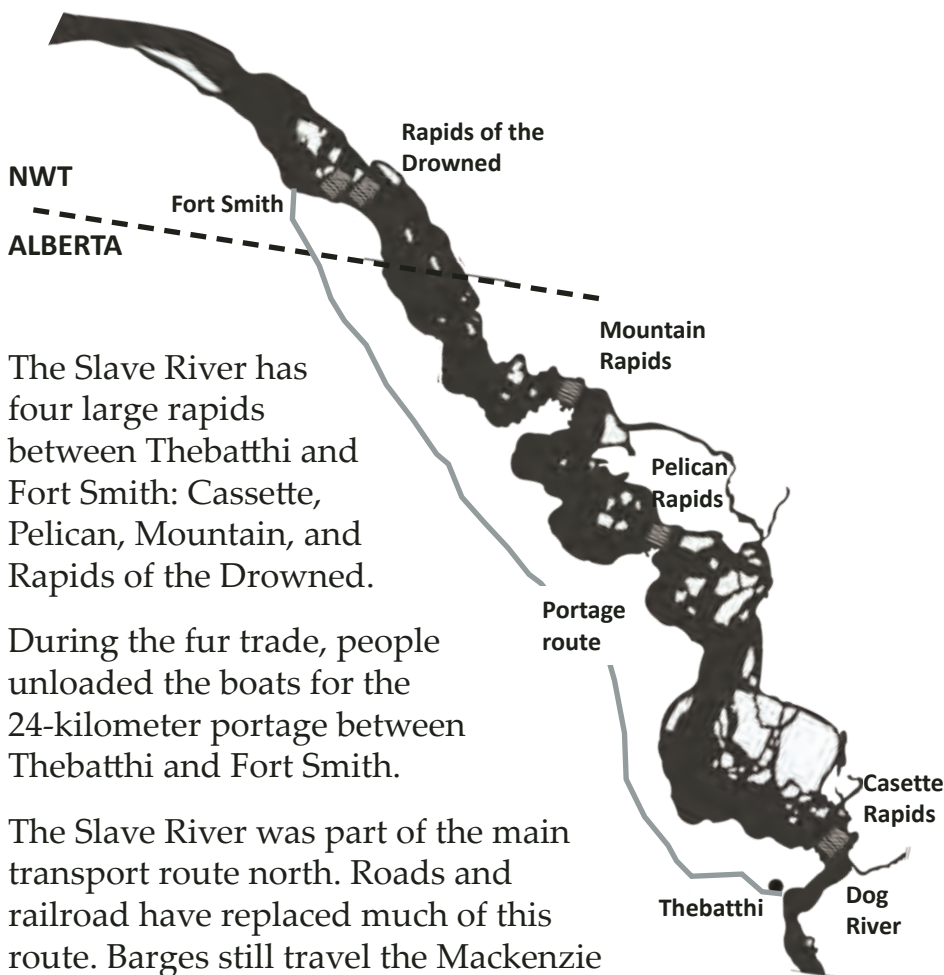 Rapids of the
Drowned
NWT
Fort Smith
ALBERTA
Mountain
Rapids
The Slave River has
four large rapids
between Thebatthi and
Fort Smith: Cassette,
Pelican, Mountain, and
Rapids of the Drowned.
Pelican
Rapids
Portage
route
During the fur trade, people
unloaded the boats for the
24-kilometer portage between
Thebatthi and Fort Smith.
Casette
Rapids
The Slave River was part of the main
transport route north. Roads and
railroad have replaced much of this
route. Barges still travel the Mackenzie
Thebatthi
Dog
River